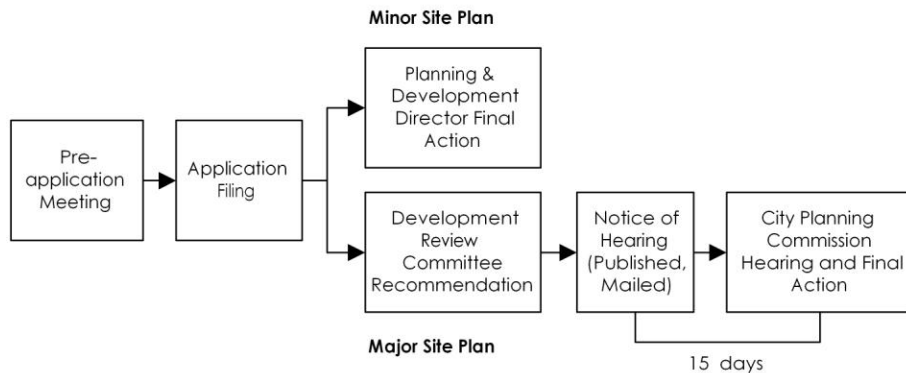 Minor Site Plan
Planning &
Development
Director Final
Action
Pre-
application
Meeting
Application
Filing
Development
Review
Committee
Recommendation
Notice of
Hearing
(Published,
Mailed)
City Planning
Commission
Hearing and Final
Action
Major Site Plan
15 days